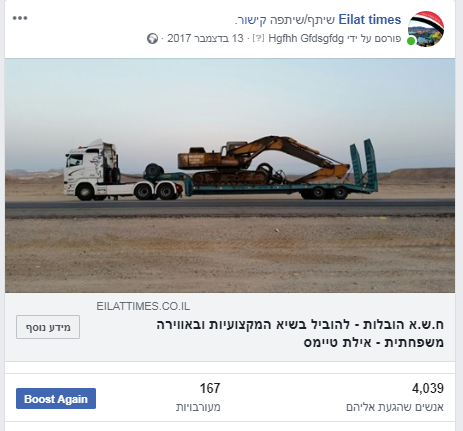 Eilat times שיתף/שיתפה קישור.
פורסם על ידי Hgfhh Gfdsgfdg [?] · 13 בדצמבר 2017 ·
EILATTIMES.CO.IL
ח.ש.א הובלות - להוביל בשיא המקצועיות ובאווירה
משפחתית - אילת טיימס
מידע נוסף
4,039
אנשים שהגעת אליהם
167
מעורבויות
Boost Again